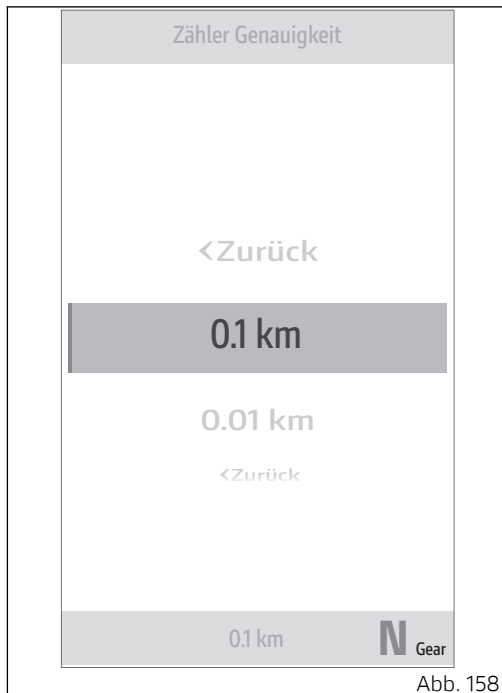 Zähler Genauigkeit
<Zurück
0.1 km
0.01 km
<Zurück
0.1 km
N Gear
Abb. 158